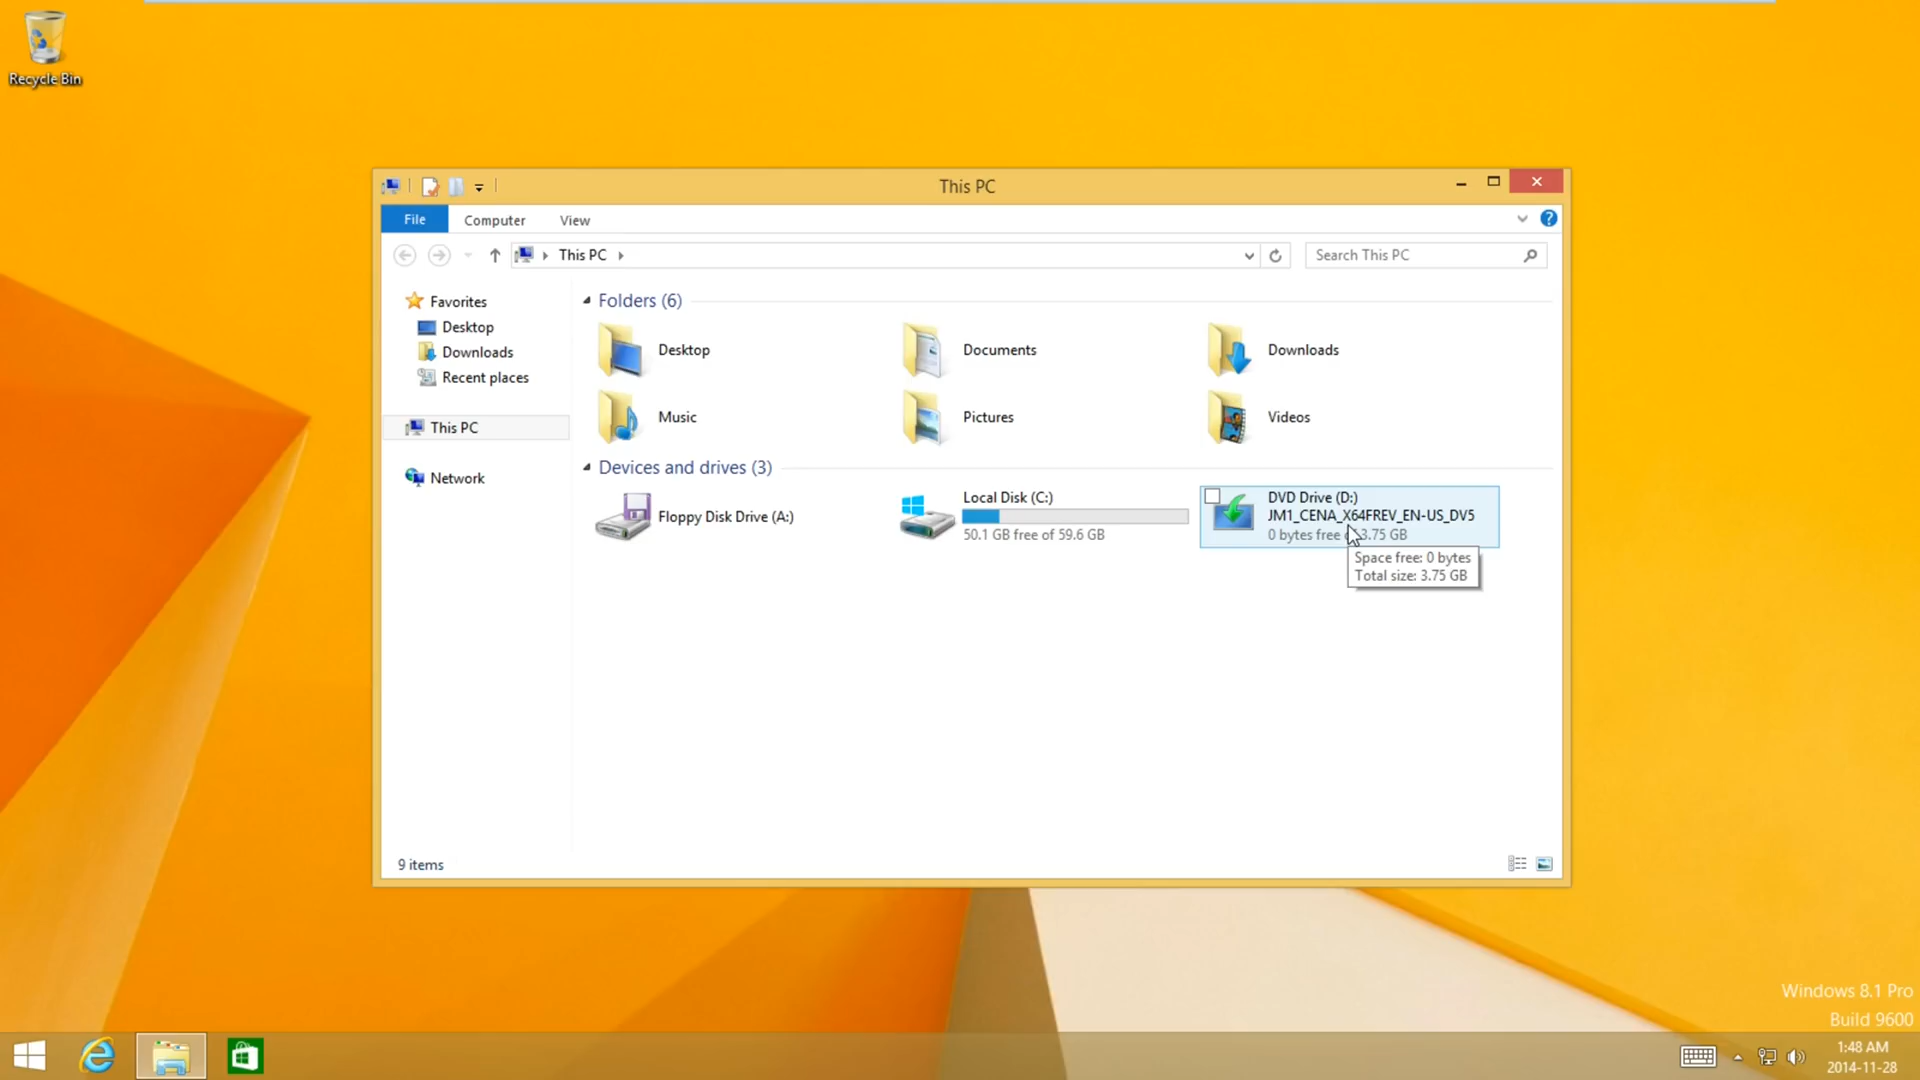 Recycle Bin
This PC
File Computer View
This PC
Search This PC
Favorites
Desktop
Downloads
Recent places
This PC
Network
Folders (6)
Desktop
Documents
Downloads
Music
Pictures
Videos
Devices and drives (3)
Floppy Disk Drive (A:)
Local Disk (C:)
50.1 GB free of 59.6 GB
DVD Drive (D:)
JM1_CENA_X64FREV_EN-US_DV5
0 bytes free 3.75 GB
Space free: 0 bytes
Total size: 3.75 GB
9 items
Windows 8.1 Pro
Build 9600
1:48 AM
2014-11-28